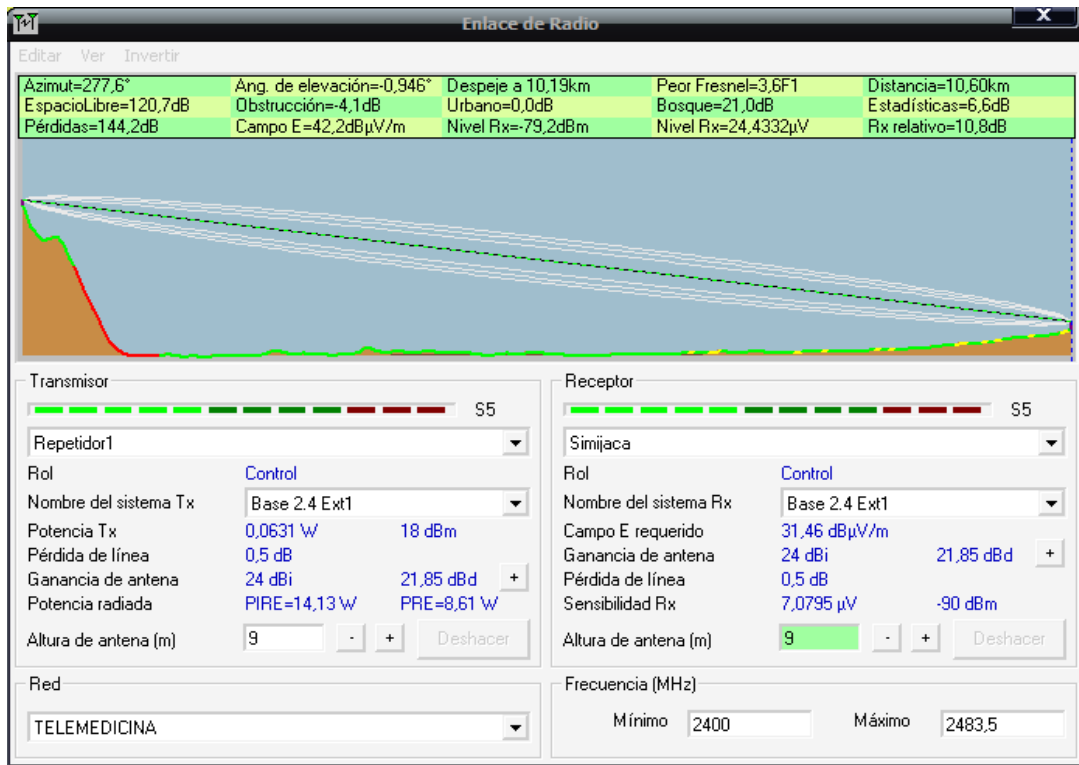 Enlace de Radio
X
Editar Ver Invertir
Azimut=277,6° Ang. de elevación=-0,946° Despeje a 10,19km Peor Fresnel=3,6F1 Distancia=10,60km
EspacioLibre=120,7dB Obstrucción=-4,1dB Urbano=0,0dB Bosque=21,0dB Estadísticas=6,6dB
Pérdidas=144,2dB Campo E=42,2dBµV/m Nivel Rx=-79,2dBm Nivel Rx=24,4332µV Rx relativo=10,8dB
Transmisor
S5
Repetidor1
Rol Control
Nombre del sistema Tx Base 2.4 Ext1
Potencia Tx 0,0631 W 18 dBm
Pérdida de línea 0,5 dB
Ganancia de antena 24 dBi 21,85 dBd +
Potencia radiada PIRE=14,13 W PRE=8,61 W
Altura de antena (m) 9 - + Deshacer
Receptor
S5
Simijaca
Rol Control
Nombre del sistema Rx Base 2.4 Ext1
Campo E requerido 31,46 dBµV/m
Ganancia de antena 24 dBi 21,85 dBd +
Pérdida de línea 0,5 dB
Sensibilidad Rx 7,0795 µV -90 dBm
Altura de antena (m) 9 - + Deshacer
Red
TELEMEDICINA
Frecuencia (MHz)
Mínimo 2400 Máximo 2483,5